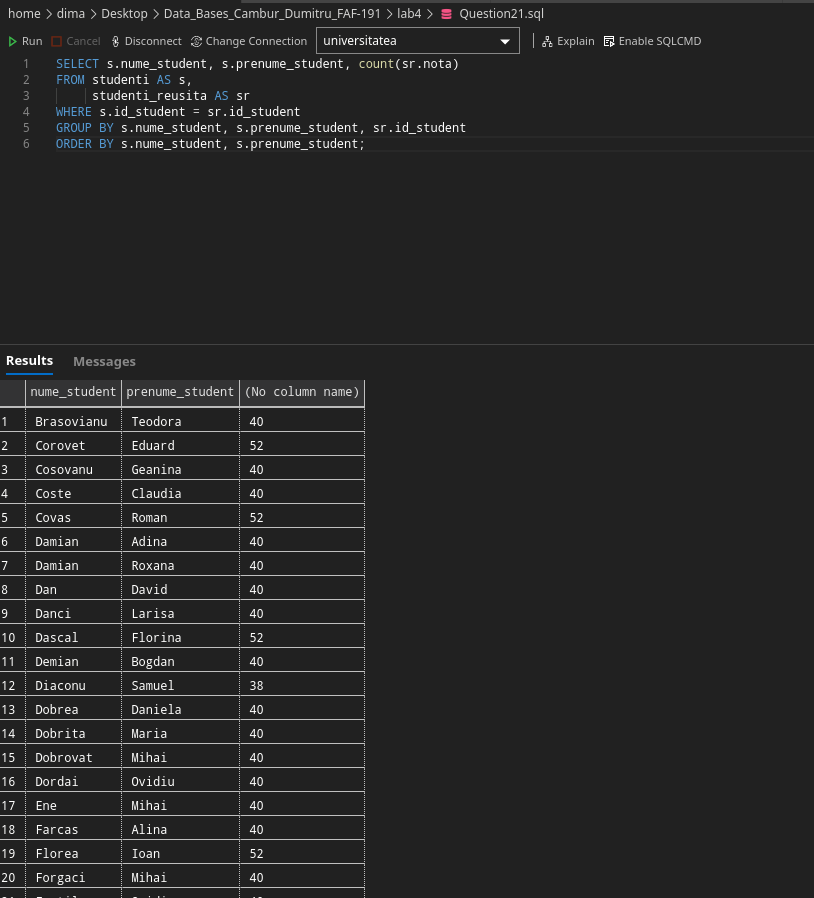 home > dima > Desktop > Data_Bases_Cambur_Dumitru_FAF-191 > lab4 > Question21.sql
Run Cancel Disconnect Change Connection universitatea Explain Enable SQLCMD
1 SELECT s.nume_student, s.prenume_student, count(sr.nota)
2 FROM studenti AS s,
3 studenti_reusita AS sr
4 WHERE s.id_student = sr.id_student
5 GROUP BY s.nume_student, s.prenume_student, sr.id_student
6 ORDER BY s.nume_student, s.prenume_student;
Results Messages
nume_student prenume_student (No column name)
1 Brasovianu Teodora 40
2 Corovet Eduard 52
3 Cosovanu Geanina 40
4 Coste Claudia 40
5 Covas Roman 52
6 Damian Adina 40
7 Damian Roxana 40
8 Dan David 40
9 Danci Larisa 40
10 Dascal Florina 52
11 Demian Bogdan 40
12 Diaconu Samuel 38
13 Dobrea Daniela 40
14 Dobrita Maria 40
15 Dobrovat Mihai 40
16 Dordai Ovidiu 40
17 Ene Mihai 40
18 Farcas Alina 40
19 Florea Ioan 52
20 Forgaci Mihai 40